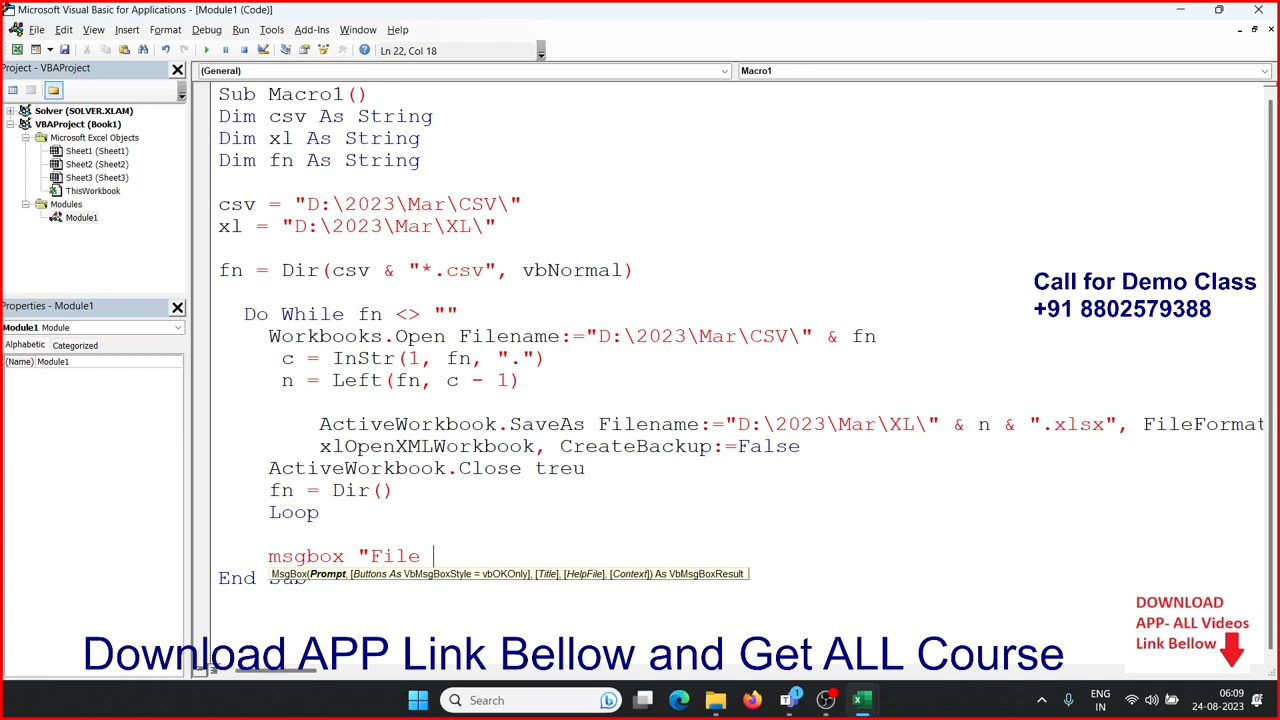 Microsoft Visual Basic for Applications - [Module1 (Code)]
File Edit View Insert Format Debug Run Tools Add-Ins Window Help
Ln 22, Col 18
Project - VBAProject
(General)
Macro1
Solver (SOLVER.XLAM)
VBAProject (Book1)
Microsoft Excel Objects
Sheet1 (Sheet1)
Sheet2 (Sheet2)
Sheet3 (Sheet3)
ThisWorkbook
Modules
Module1
Properties - Module1
Module1 Module
Alphabetic Categorized
(Name) Module1
Sub Macro1()
Dim csv As String
Dim xl As String
Dim fn As String
csv = "D:\2023\Mar\CSV\"
xl = "D:\2023\Mar\XL\"
fn = Dir(csv & "*.csv", vbNormal)
Do While fn <> ""
Workbooks.Open Filename:="D:\2023\Mar\CSV\" & fn
c = InStr(1, fn, ".")
n = Left(fn, c - 1)
ActiveWorkbook.SaveAs Filename:="D:\2023\Mar\XL\" & n & ".xlsx", FileFormat
xlOpenXMLWorkbook, CreateBackup:=False
ActiveWorkbook.Close treu
fn = Dir()
Loop
msgbox "File
MsgBox(Prompt, [Buttons As VbMsgBoxStyle = vbOKOnly], [Title], [HelpFile], [Context]) As VbMsgBoxResult
End Sub
Call for Demo Class
+91 8802579388
DOWNLOAD
APP- ALL Videos
Link Bellow
Download APP Link Bellow and Get ALL Course
Search
1
ENG
IN
06:09
24-08-2023